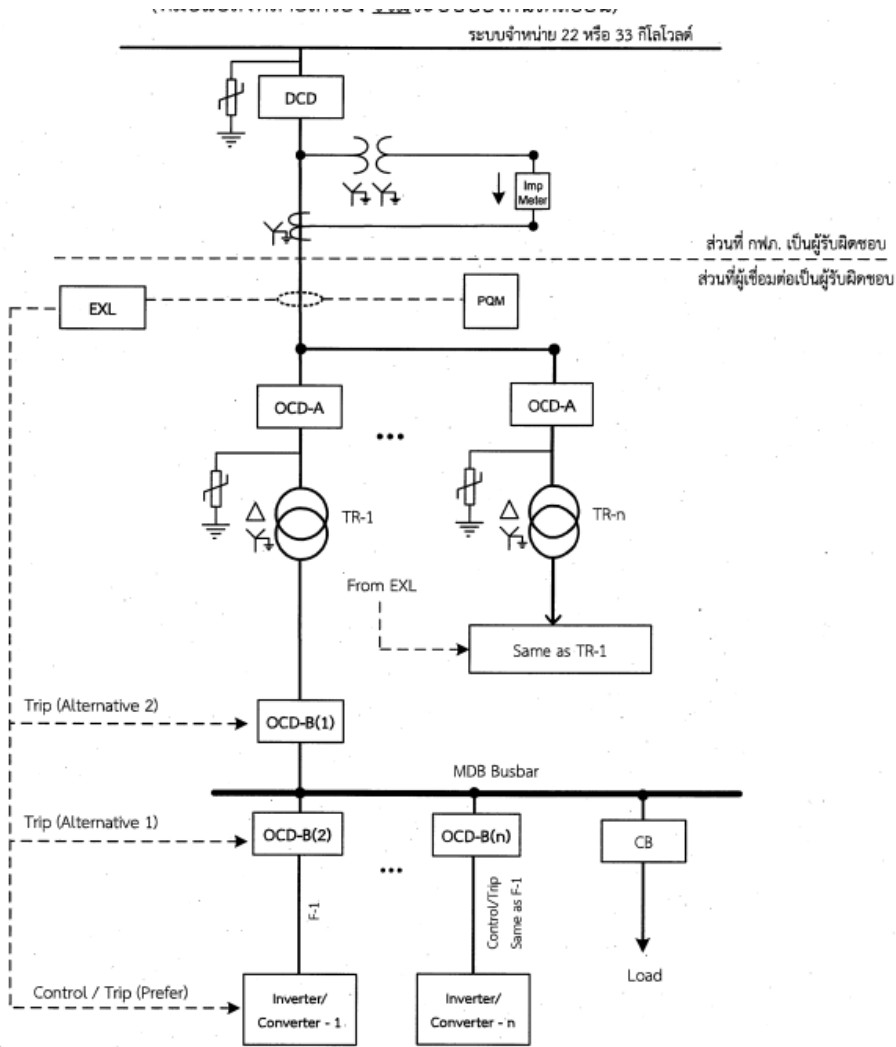 ระบบจำหน่าย 22 หรือ 33 กิโลโวลต์
DCD
Imp
Meter
ส่วนที่ กฟภ. เป็นผู้รับผิดชอบ
ส่วนที่ผู้เชื่อมต่อเป็นผู้รับผิดชอบ
EXL
PQM
OCD-A
OCD-A
...
TR-1
TR-n
From EXL
Same as TR-1
Trip (Alternative 2)
OCD-B(1)
MDB Busbar
Trip (Alternative 1)
OCD-B(2)
OCD-B(n)
CB
...
F-1
Control/Trip
Same as F-1
Load
Control / Trip (Prefer)
Inverter/
Converter - 1
Inverter/
Converter - n